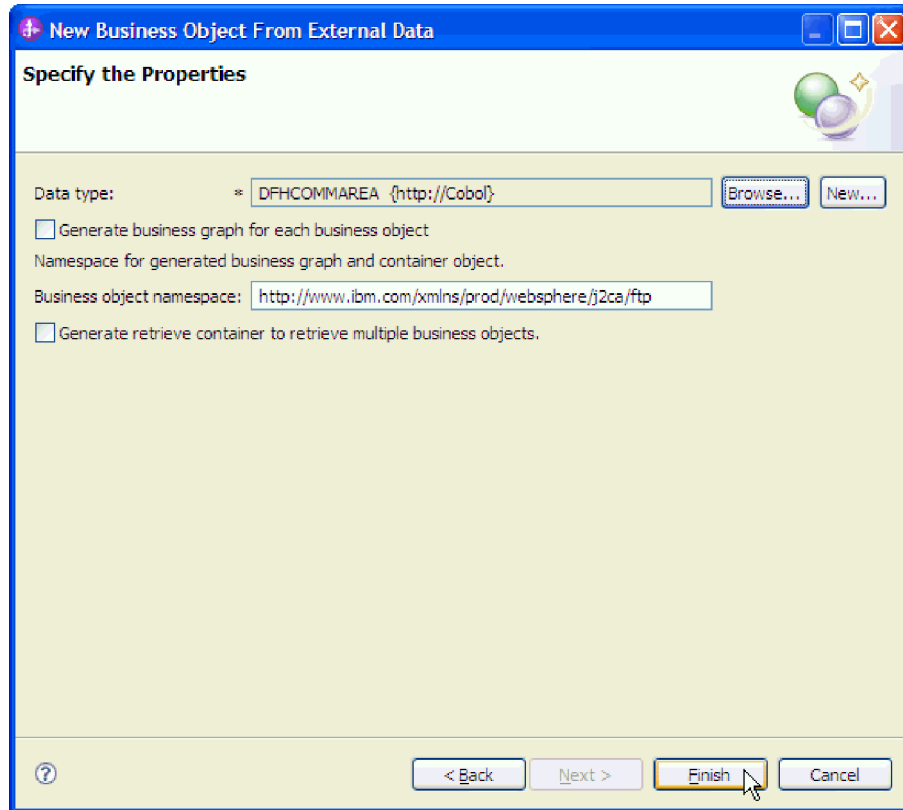 New Business Object From External Data
Specify the Properties
Data type: * DFHCOMMAREA {http://Cobol} Browse... New...
Generate business graph for each business object
Namespace for generated business graph and container object.
Business object namespace: http://www.ibm.com/xmlns/prod/websphere/j2ca/ftp
Generate retrieve container to retrieve multiple business objects.
? < Back Next > Finish Cancel